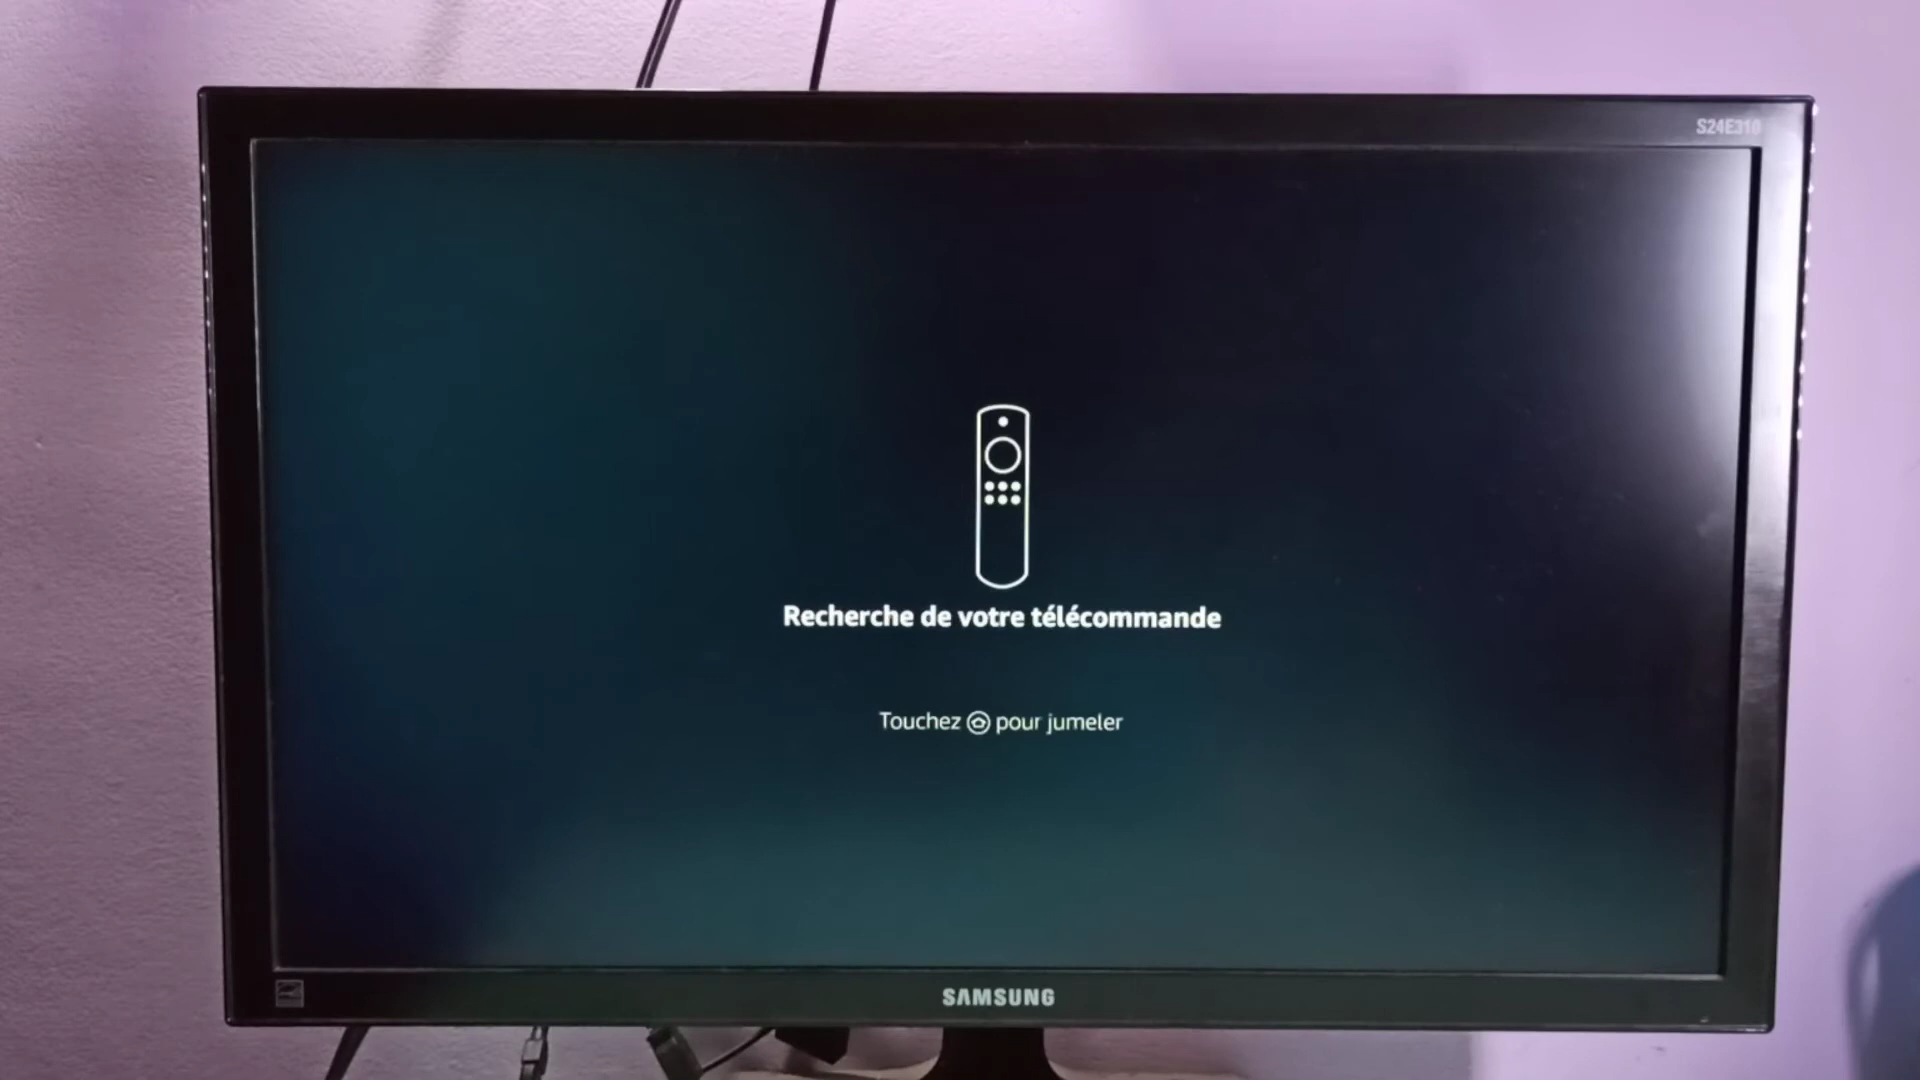 S24E310
Recherche de votre télécommande
Touchez pour jumeler
SAMSUNG